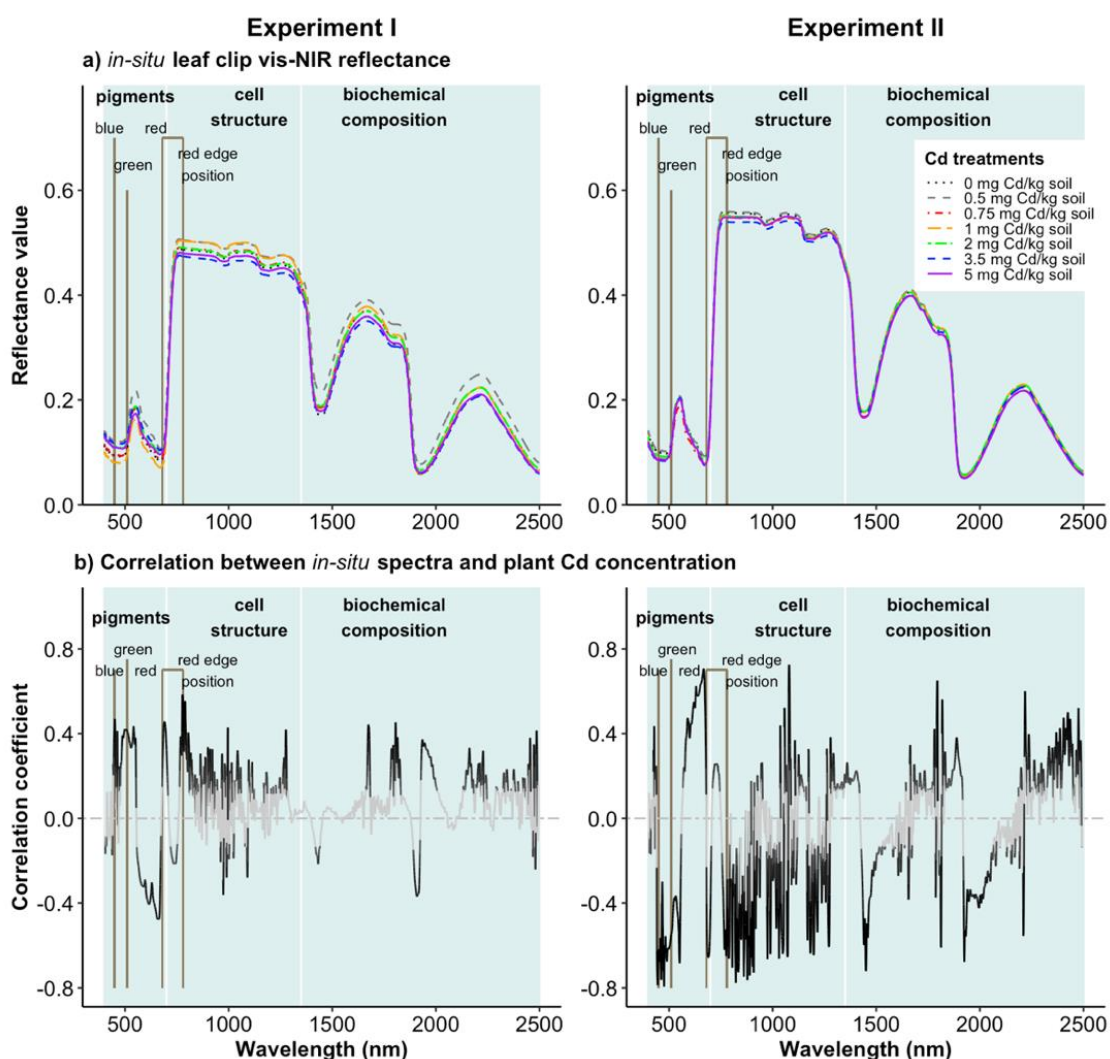 Experiment I
Experiment II
a) in-situ leaf clip vis-NIR reflectance
pigments
cell
structure
biochemical
composition
blue
red
green
red edge
position
pigments
cell
structure
biochemical
composition
blue
red
green
red edge
position
Cd treatments
0 mg Cd/kg soil
0.5 mg Cd/kg soil
0.75 mg Cd/kg soil
1 mg Cd/kg soil
2 mg Cd/kg soil
3.5 mg Cd/kg soil
5 mg Cd/kg soil
Reflectance value
0.6
0.4
0.2
0.0
500
1000
1500
2000
2500
0.6
0.4
0.2
0.0
500
1000
1500
2000
2500
b) Correlation between in-situ spectra and plant Cd concentration
pigments
cell
structure
biochemical
composition
green
blue
red
red edge
position
pigments
cell
structure
biochemical
composition
green
blue
red
red edge
position
Correlation coefficient
0.8
0.4
0.0
-0.4
-0.8
500
1000
1500
2000
2500
Wavelength (nm)
0.8
0.4
0.0
-0.4
-0.8
500
1000
1500
2000
2500
Wavelength (nm)